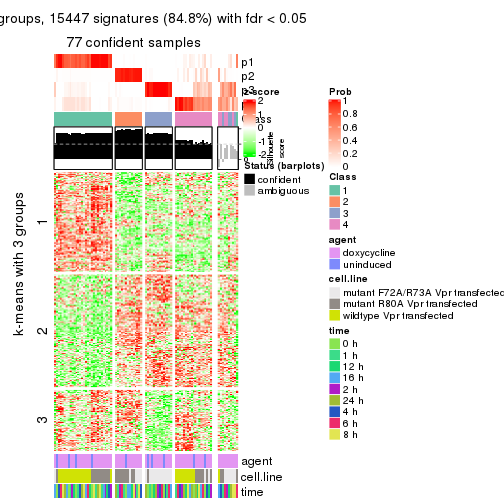 groups, 15447 signatures (84.8%) with fdr < 0.05
77 confident samples
p1
p2
p3
p4
Class
silhouette
score
k-means with 3 groups
1
2
3
agent
cell.line
time
z-score
2
1
0
-1
-2
Status (barplots)
confident
ambiguous
Prob
1
0.8
0.6
0.4
0.2
0
Class
1
2
3
4
agent
doxycycline
uninduced
cell.line
mutant F72A/R73A Vpr transfected
mutant R80A Vpr transfected
wildtype Vpr transfected
time
0 h
1 h
12 h
16 h
2 h
24 h
4 h
6 h
8 h